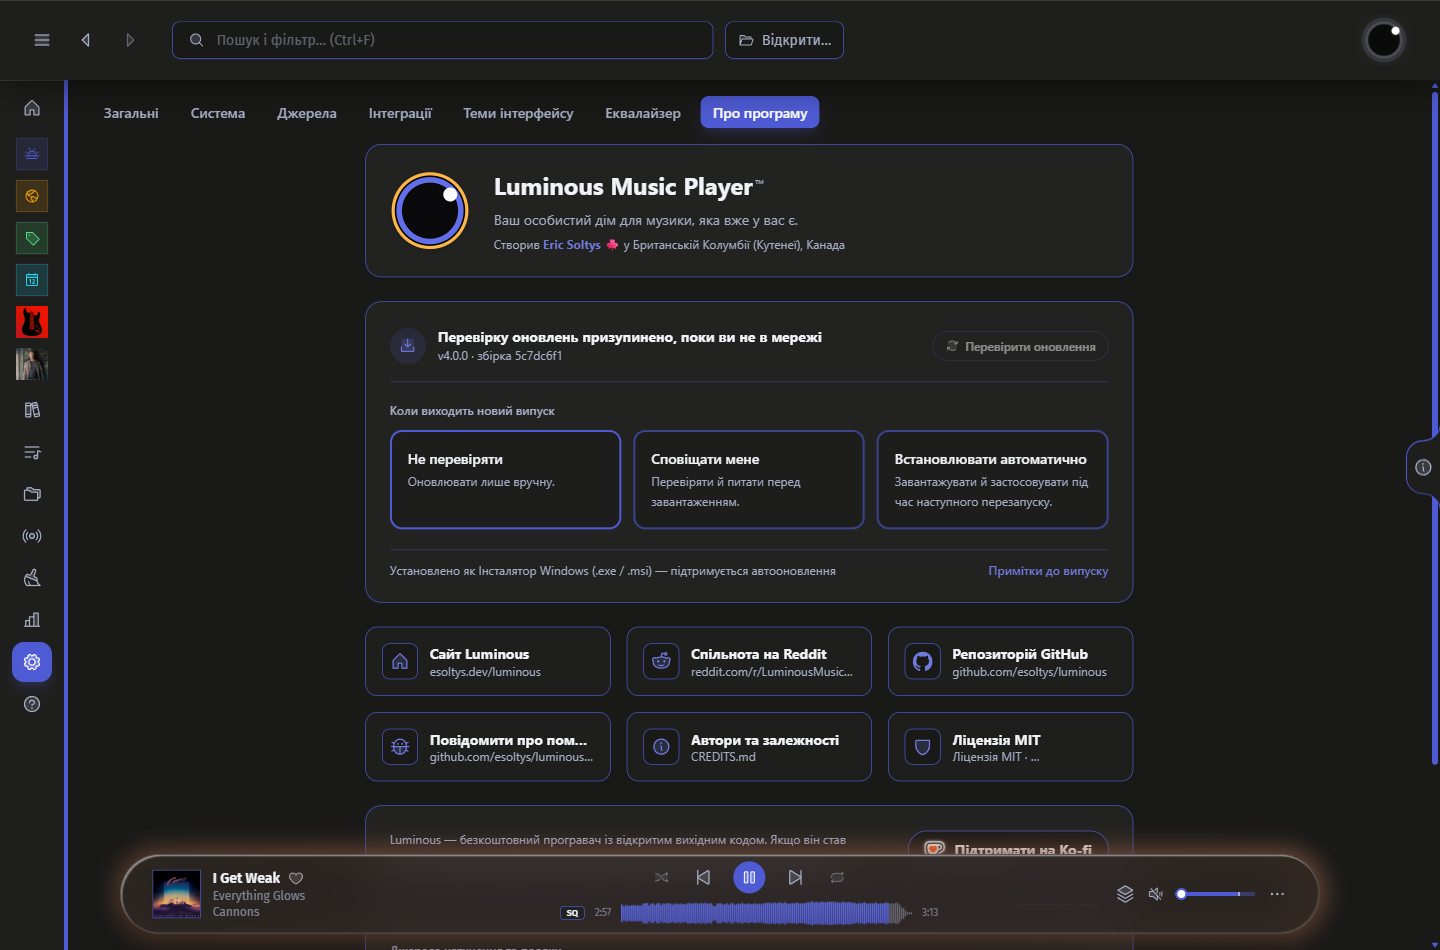 Пошук і фільтр... (Ctrl+F)
Відкрити...
Загальні
Система
Джерела
Інтеграції
Теми інтерфейсу
Еквалайзер
Про програму
12
Luminous Music Player™
Ваш особистий дім для музики, яка вже у вас є.
Створив Eric Soltys у Британській Колумбії (Кутенеї), Канада
Перевірку оновлень призупинено, поки ви не в мережі
v4.0.0 · збірка 5c7dc6f1
Перевірити оновлення
Коли виходить новий випуск
Не перевіряти
Оновлювати лише вручну.
Сповіщати мене
Перевіряти й питати перед
завантаженням.
Встановлювати автоматично
Завантажувати й застосовувати під
час наступного перезапуску.
Установлено як Інсталятор Windows (.exe / .msi) — підтримується автооновлення
Примітки до випуску
Сайт Luminous
esoltys.dev/luminous
Спільнота на Reddit
reddit.com/r/LuminousMusic...
Репозиторій GitHub
github.com/esoltys/luminous
Повідомити про пом...
github.com/esoltys/luminous...
Автори та залежності
CREDITS.md
Ліцензія MIT
Ліцензія MIT · ...
Luminous — безкоштовний програвач із відкритим вихідним кодом. Якщо він став
Підтримати на Ko-fi
I Get Weak
Everything Glows
Cannons
SQ
2:57
3:13